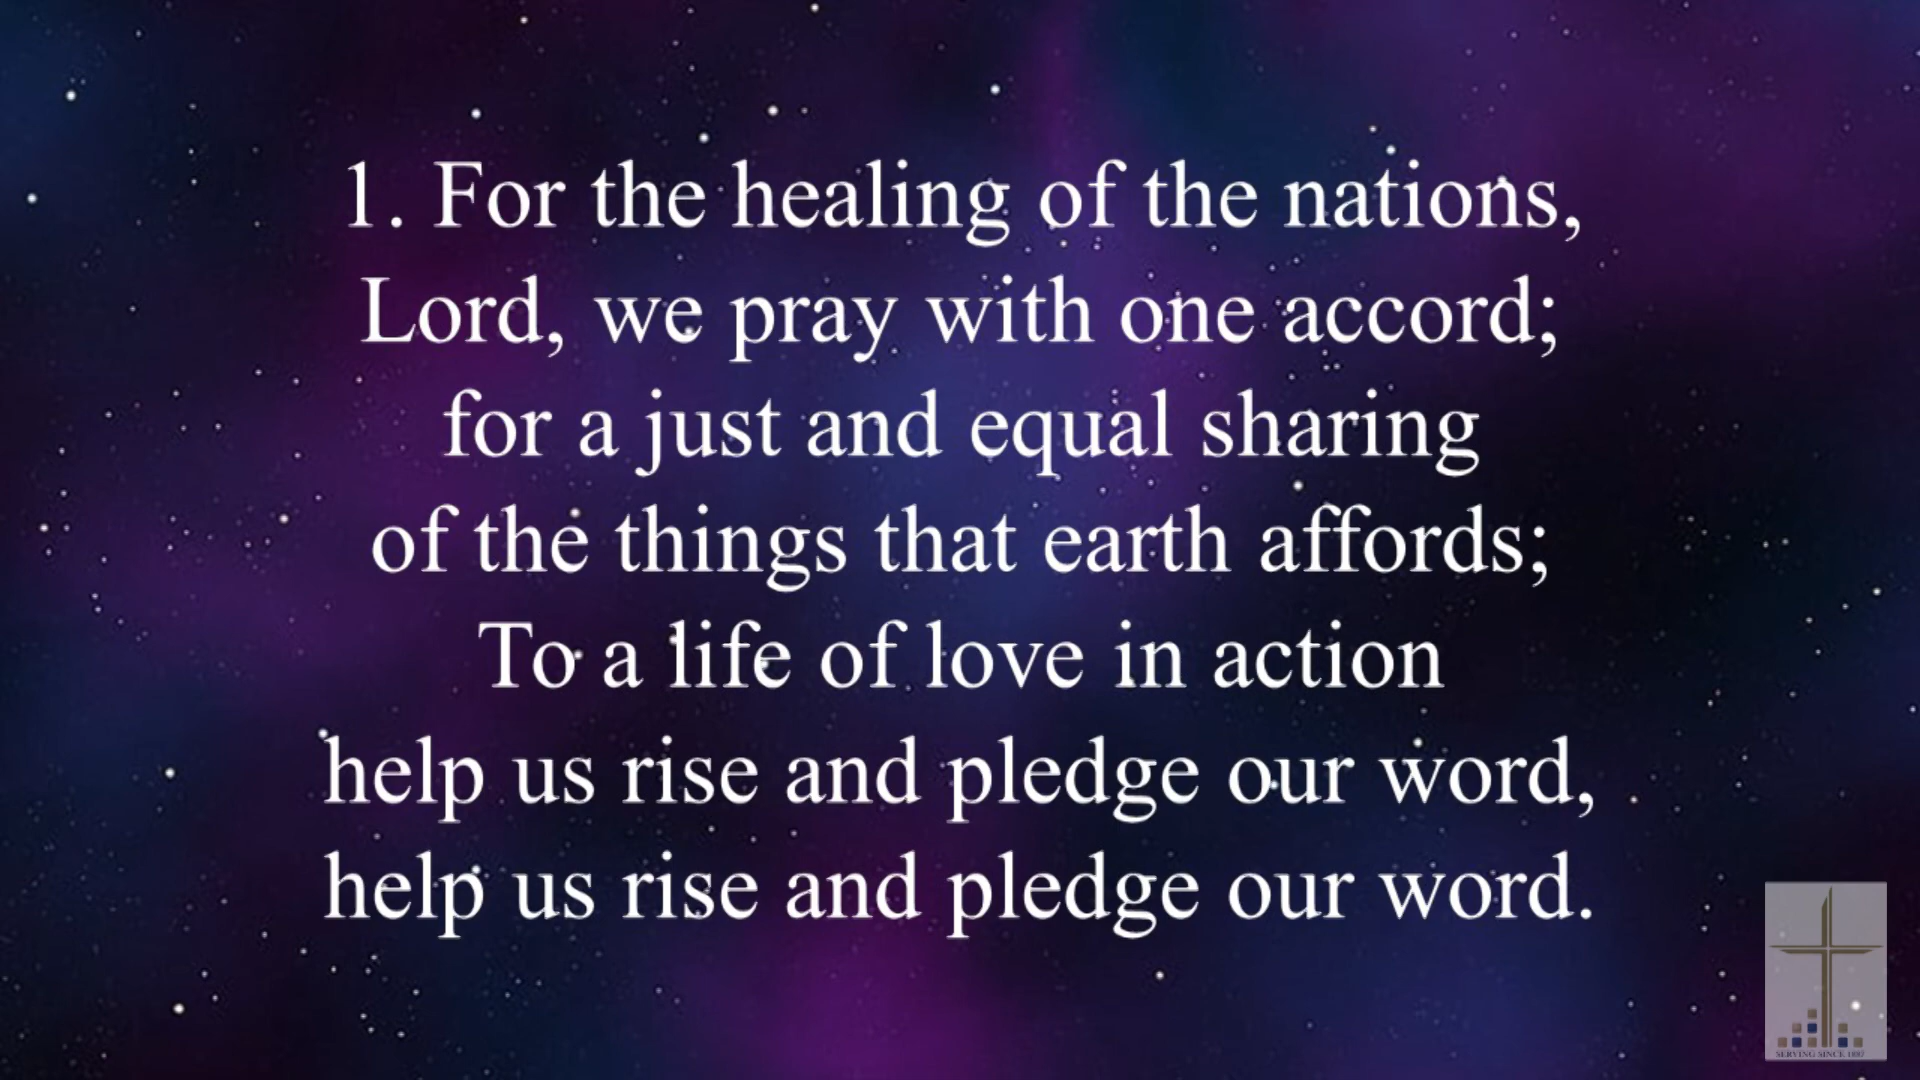 1. For the healing of the nations,
Lord, we pray with one accord;
for a just and equal sharing
of the things that earth affords;
To a life of love in action
help us rise and pledge our word,
help us rise and pledge our word.
SERVING SINCE